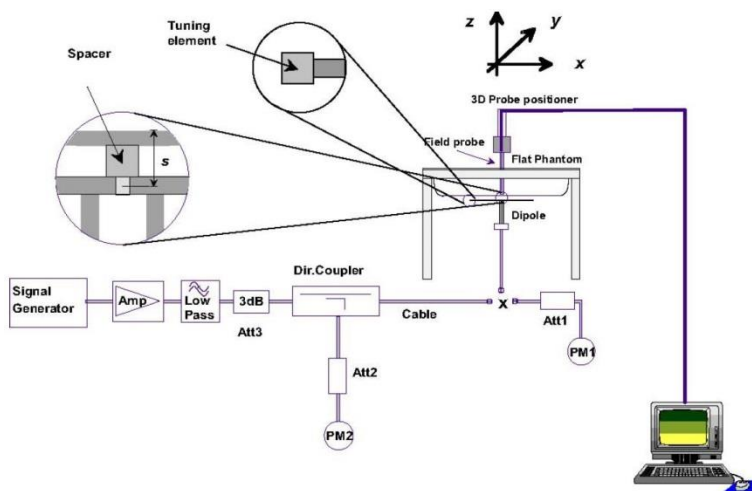 Tuning
element
Spacer
s
z
y
x
3D Probe positioner
Field probe
Flat Phantom
Dipole
Signal
Generator
Amp
Low
Pass
3dB
Att3
Dir.Coupler
Cable
x
Att1
PM1
Att2
PM2